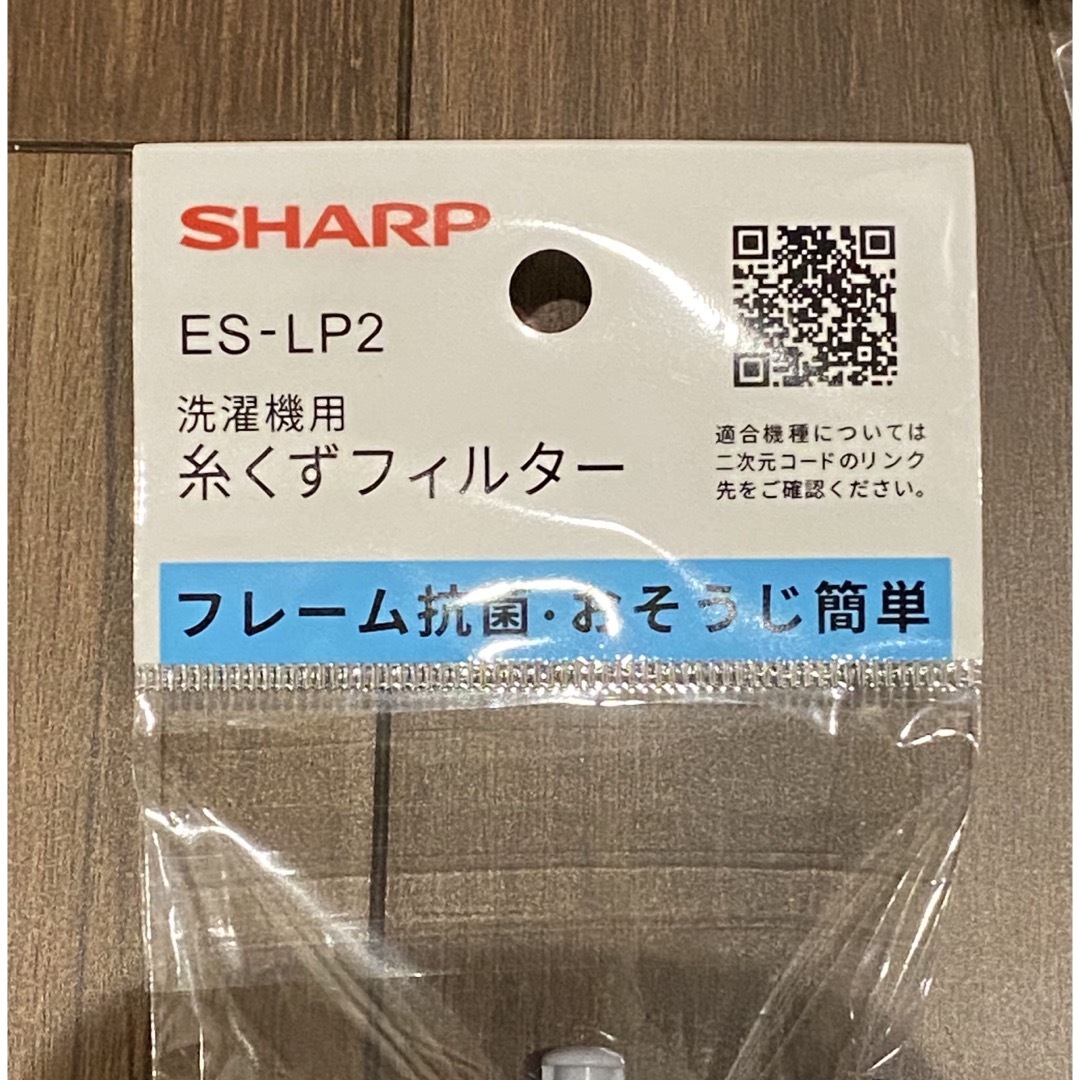 SHARP
ES-LP2
洗濯機用
糸くずフィルター
適合機種については
二次元コードのリンク
先をご確認ください。
フレーム抗菌・おそうじ簡単